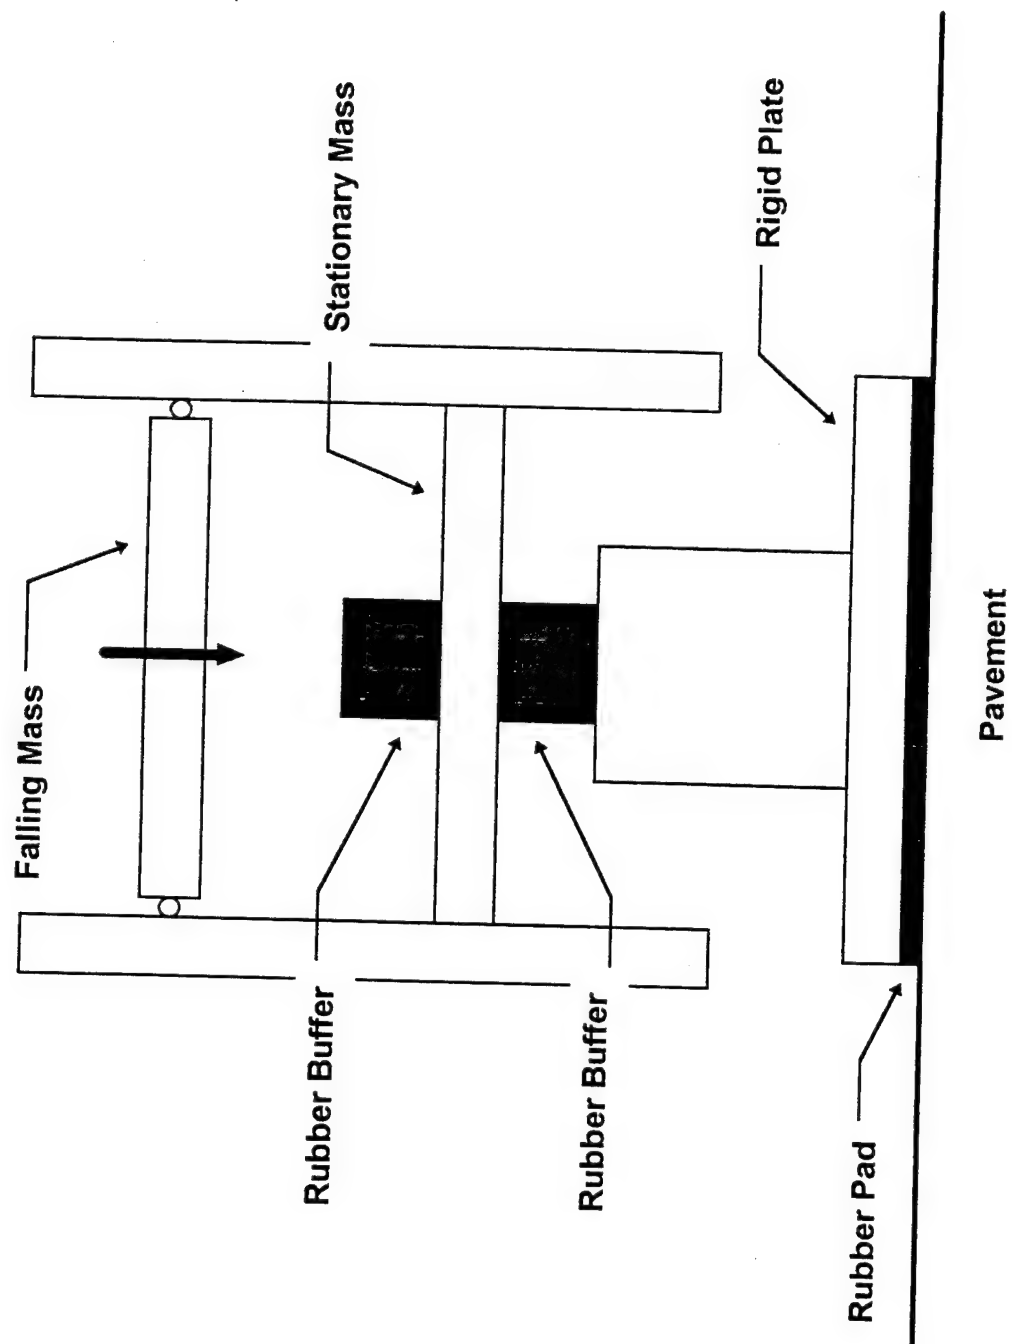 Falling Mass
Stationary Mass
Rubber Buffer
Rubber Buffer
Rigid Plate
Rubber Pad
Pavement